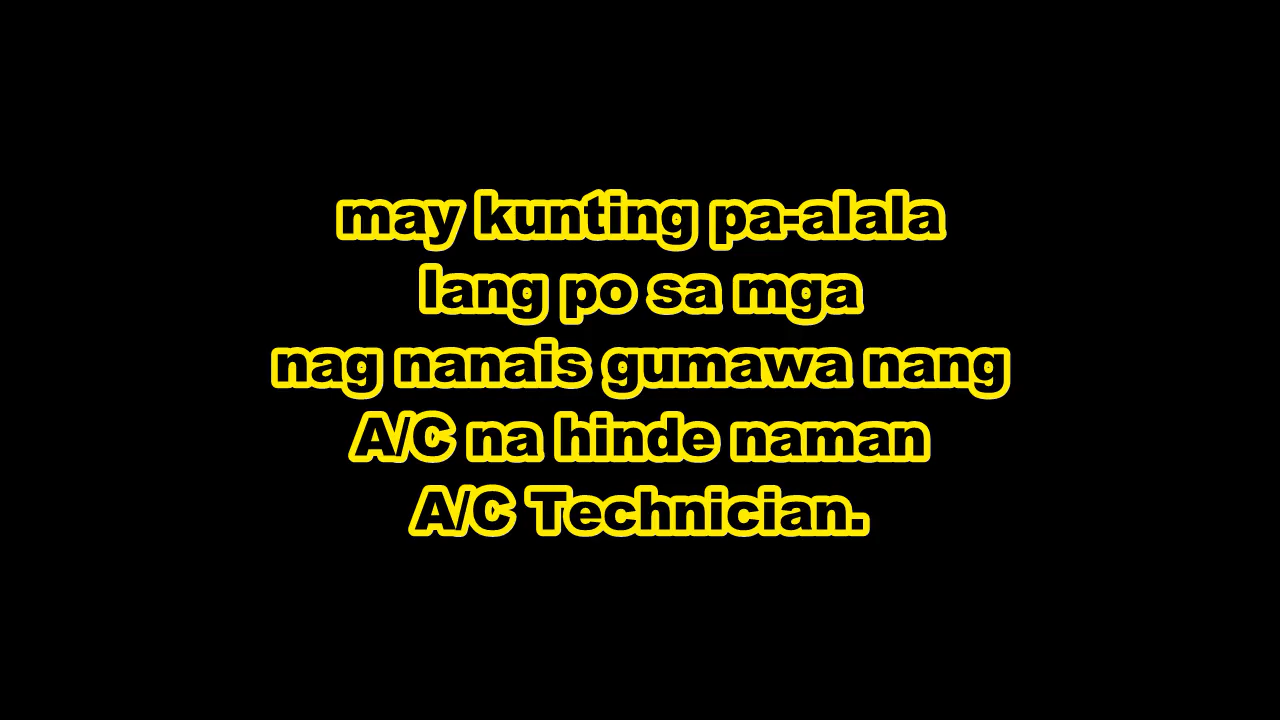 may kunting pa-alala
lang po sa mga
nag nanais gumawa nang
A/C na hinde naman
A/C Technician.